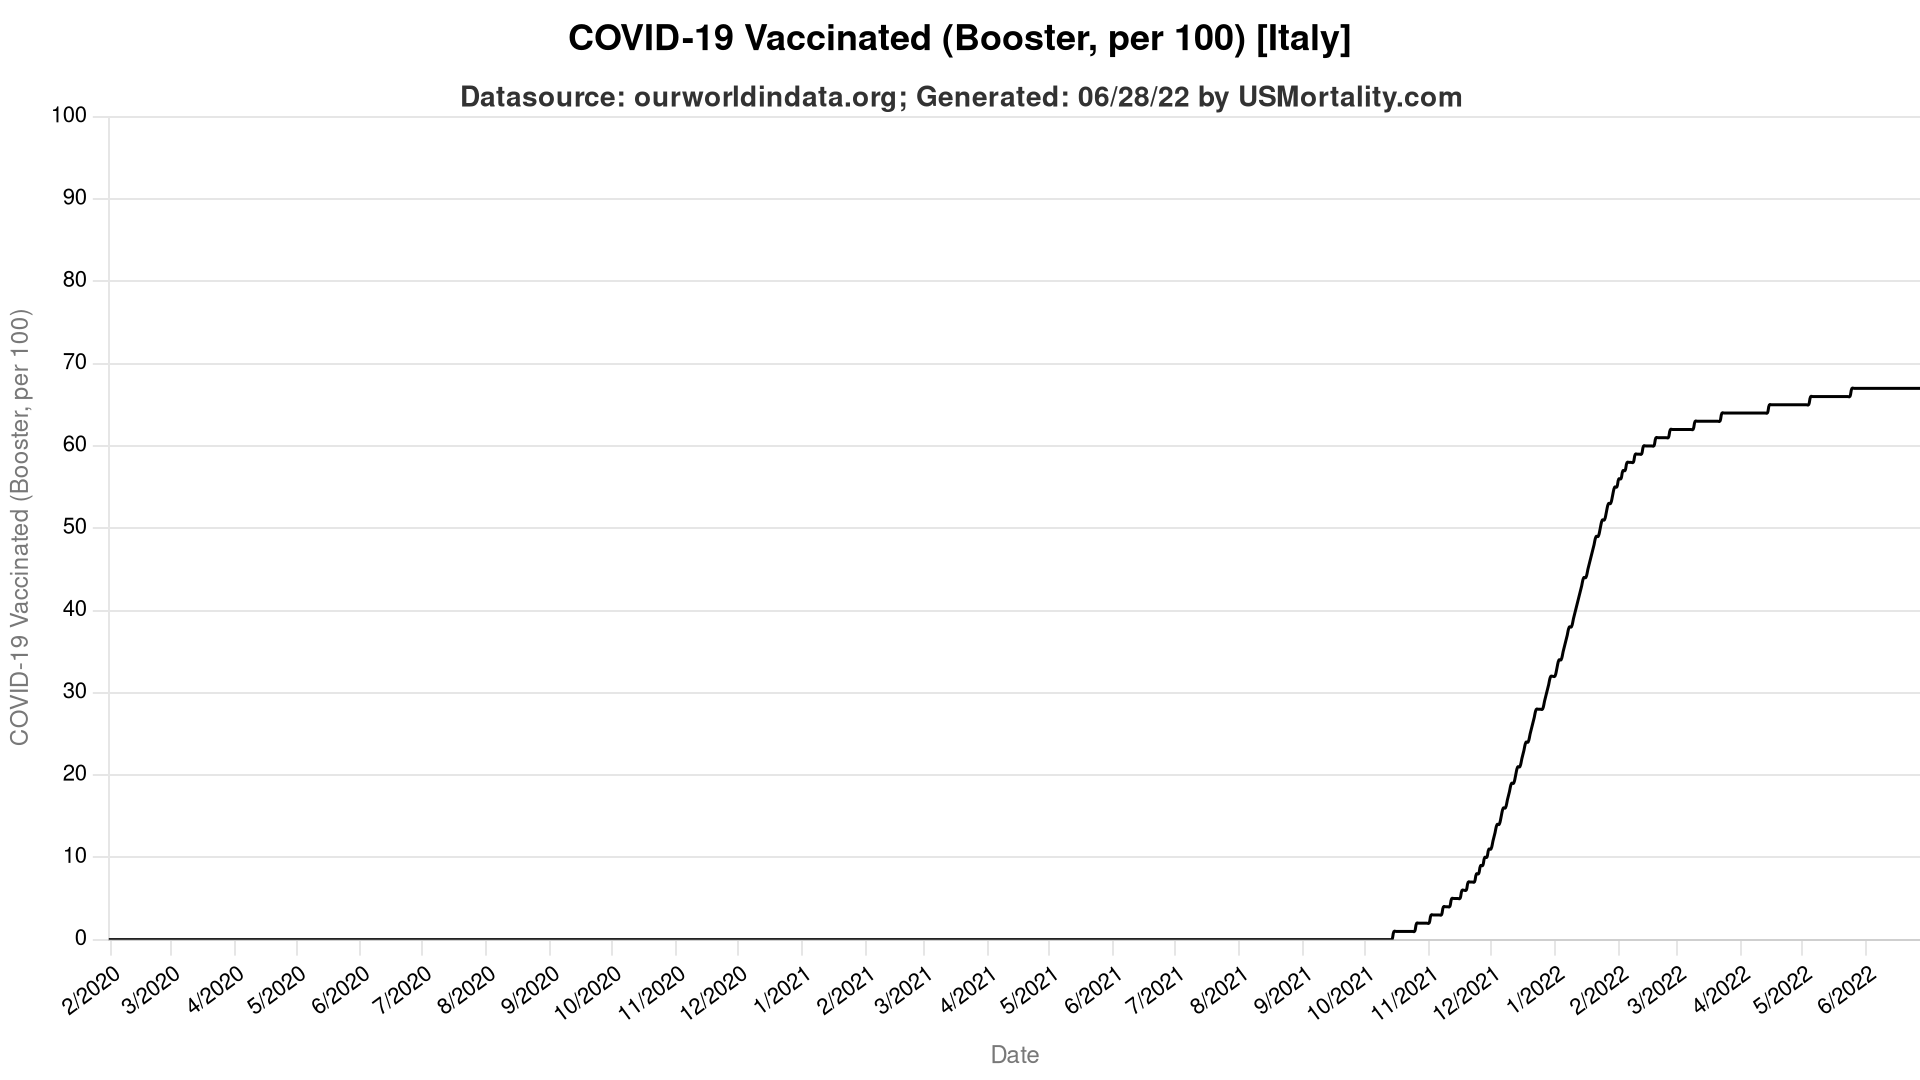 COVID-19 Vaccinated (Booster, per 100) [Italy]
Datasource: ourworldindata.org; Generated: 06/28/22 by USMortality.com
COVID-19 Vaccinated (Booster, per 100)
100
90
80
70
60
50
40
30
20
10
0
2/2020 3/2020 4/2020 5/2020 6/2020 7/2020 8/2020 9/2020 10/2020 11/2020 12/2020 1/2021 2/2021 3/2021 4/2021 5/2021 6/2021 7/2021 8/2021 9/2021 10/2021 11/2021 12/2021 1/2022 2/2022 3/2022 4/2022 5/2022 6/2022
Date